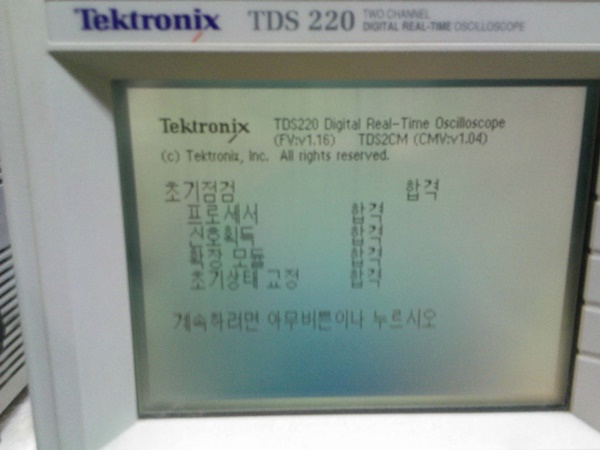 Tektronix TDS 220 TWO CHANNEL
DIGITAL REAL-TIME OSCILLOSCOPE
Tektronix TDS220 Digital Real-Time Oscilloscope
(FV:v1.16) TDS2CM (CMV:v1.04)
(c) Tektronix, Inc. All rights reserved.
초기점검 합격
프로세서 합격
신호획득 합격
확장 모듈 합격
초기상태 교정 합격
계속하려면 아무버튼이나 누르시오